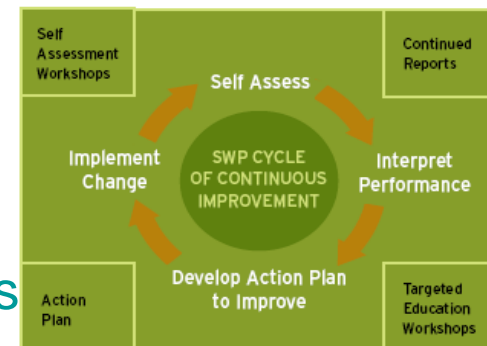 Self
Assessment
Workshops
Continued
Reports
Self Assess
Implement
Change
SWP CYCLE
OF CONTINUOUS
IMPROVEMENT
Interpret
Performance
Develop Action Plan
to Improve
s
Action
Plan
Targeted
Education
Workshops